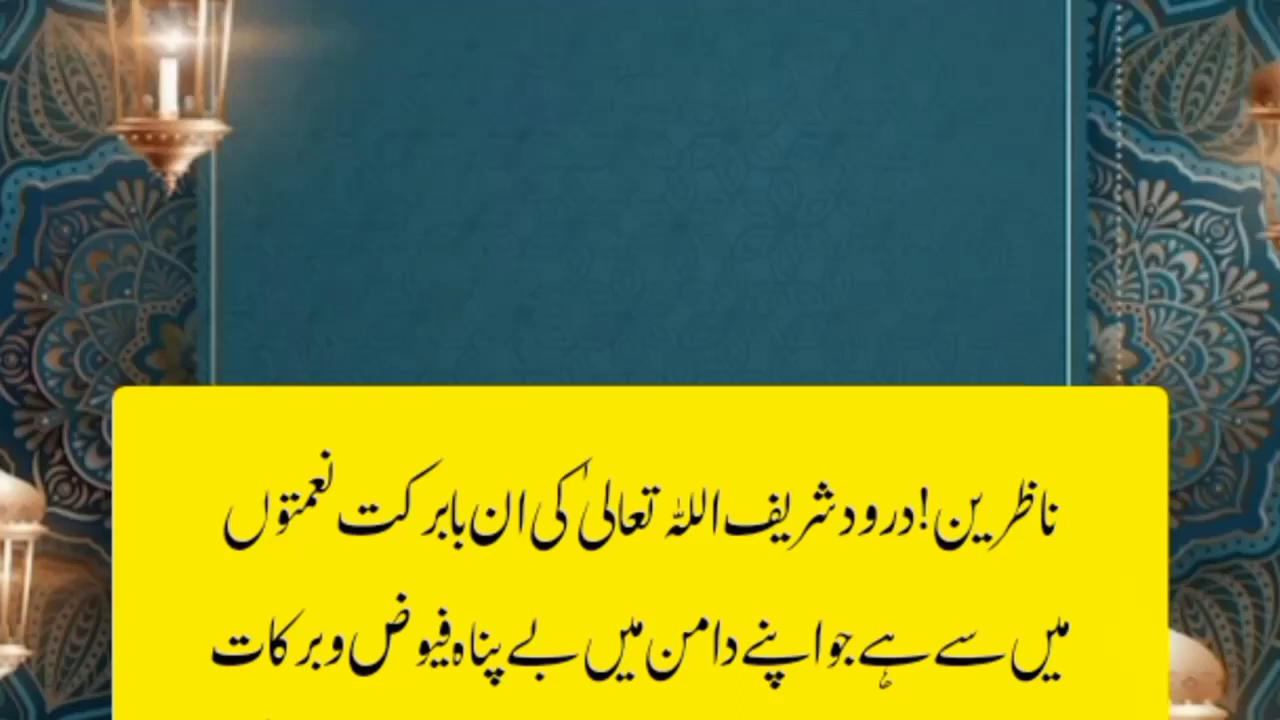 ناظرین! درود شریف اللہ تعالیٰ کی ان بابرکت نعمتوں
میں سے ہے جو اپنے دامن میں بے پناہ فیوض و برکات